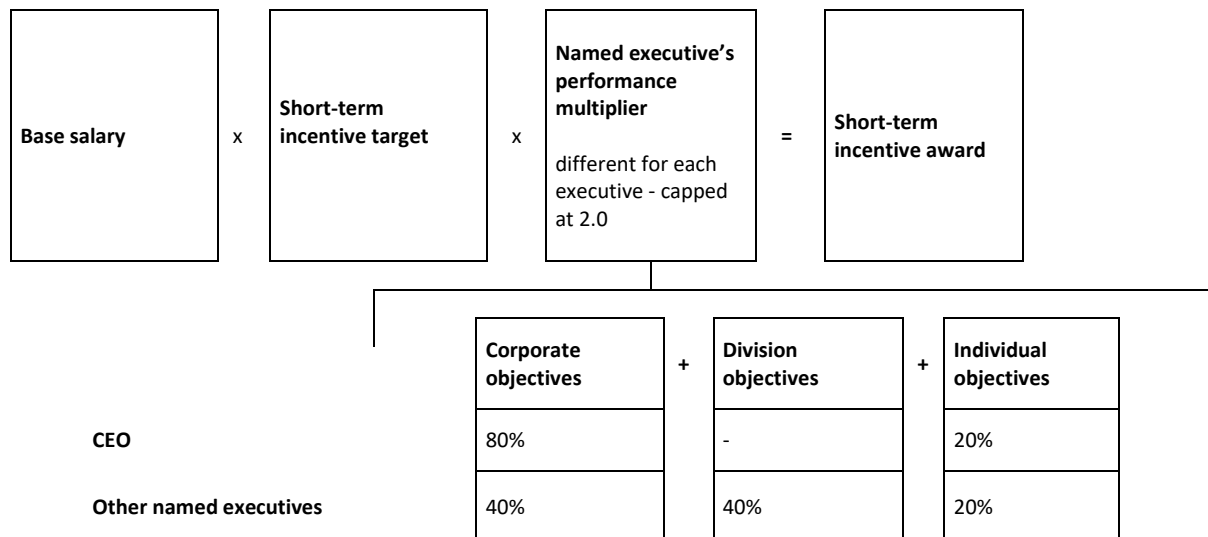 Base salary
x
Short-term
incentive target
x
Named executive’s
performance
multiplier
different for each
executive - capped
at 2.0
=
Short-term
incentive award
Corporate
objectives
+
Division
objectives
+
Individual
objectives
CEO
80%
-
20%
Other named executives
40%
40%
20%